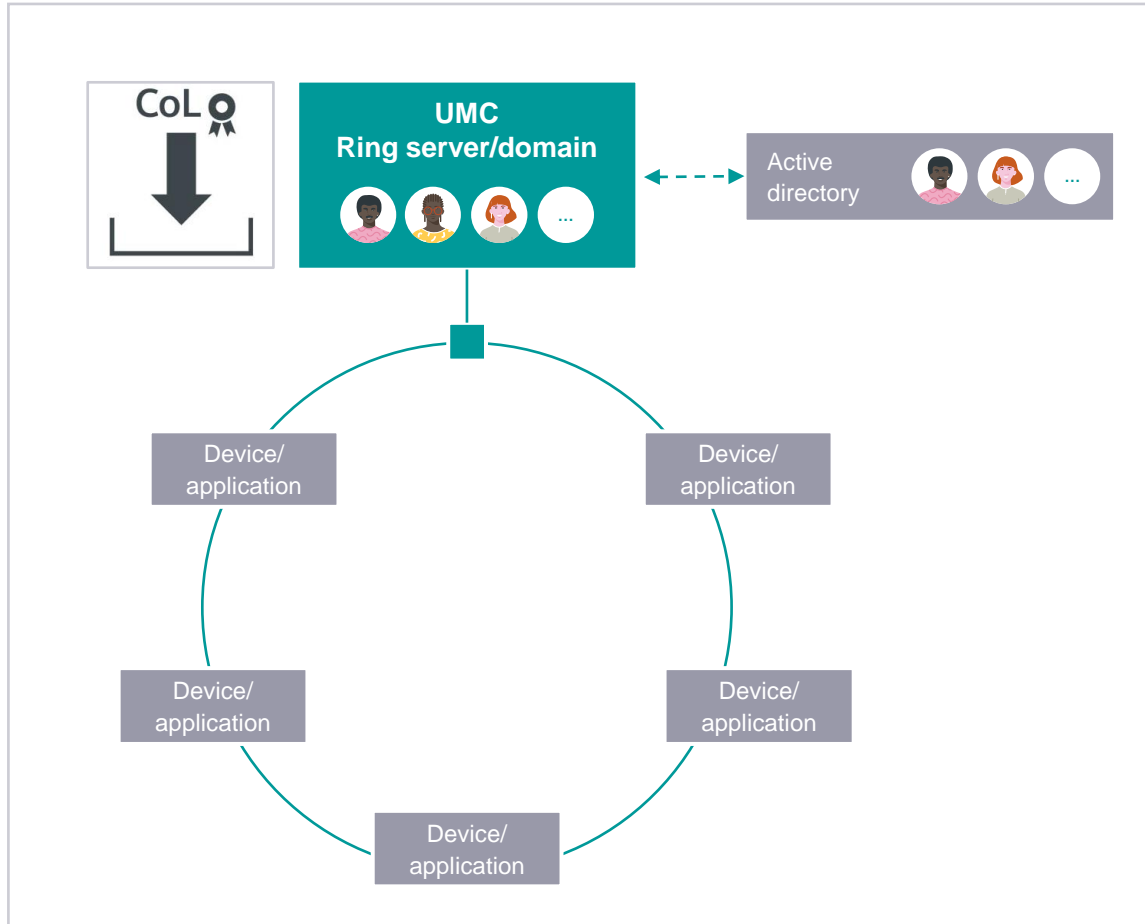 CoL
UMC
Ring server/domain
...
Active
directory
...
Device/
application
Device/
application
Device/
application
Device/
application
Device/
application